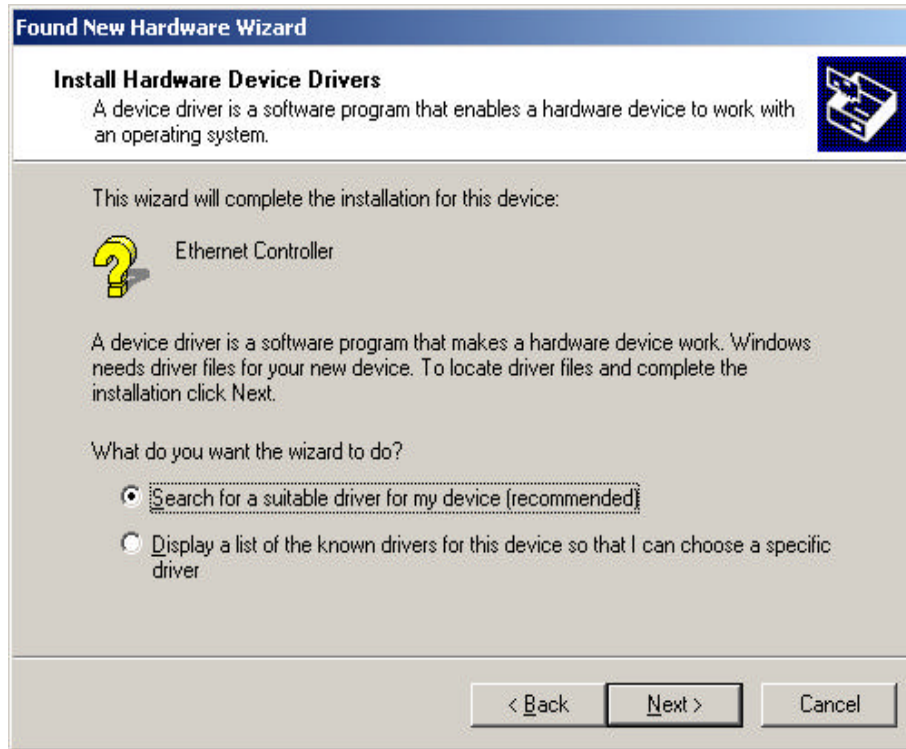 Found New Hardware Wizard
Install Hardware Device Drivers
A device driver is a software program that enables a hardware device to work with
an operating system.
This wizard will complete the installation for this device:
Ethernet Controller
A device driver is a software program that makes a hardware device work. Windows
needs driver files for your new device. To locate driver files and complete the
installation click Next.
What do you want the wizard to do?
Search for a suitable driver for my device (recommended)
Display a list of the known drivers for this device so that I can choose a specific
driver
< Back
Next >
Cancel